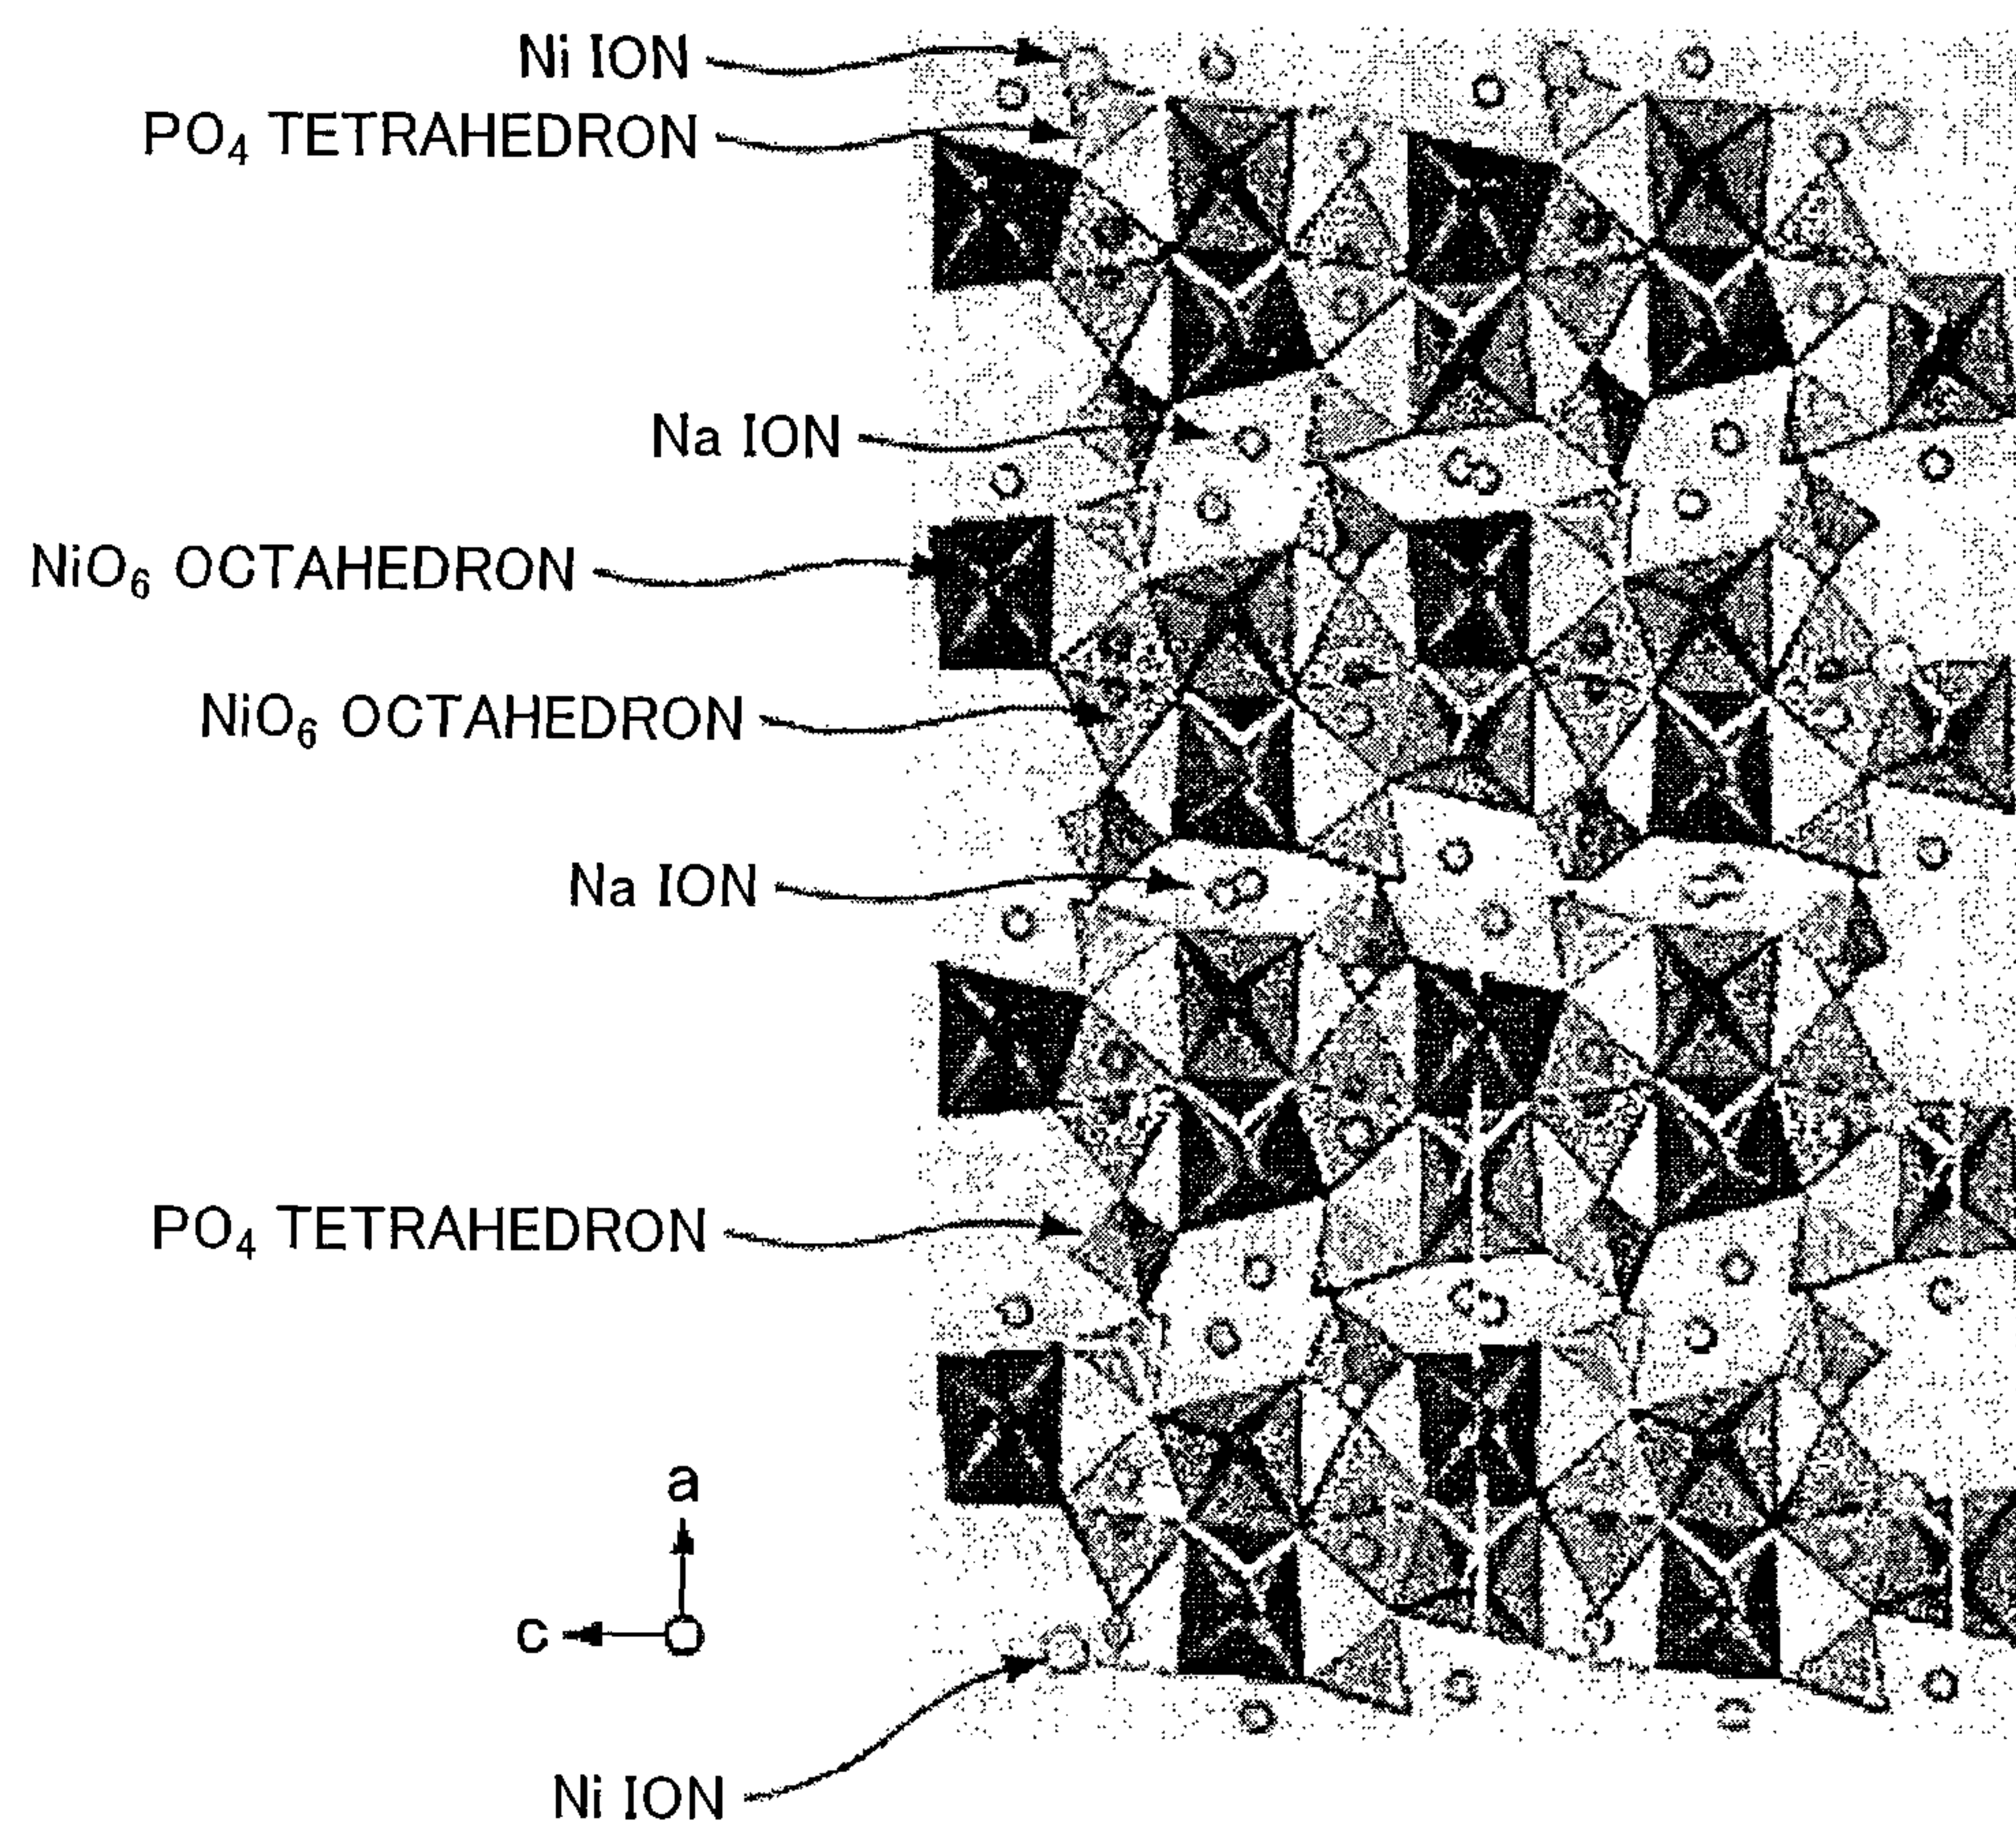 Ni ION
PO4 TETRAHEDRON
Na ION
NiO6 OCTAHEDRON
NiO6 OCTAHEDRON
Na ION
PO4 TETRAHEDRON
a
c
Ni ION